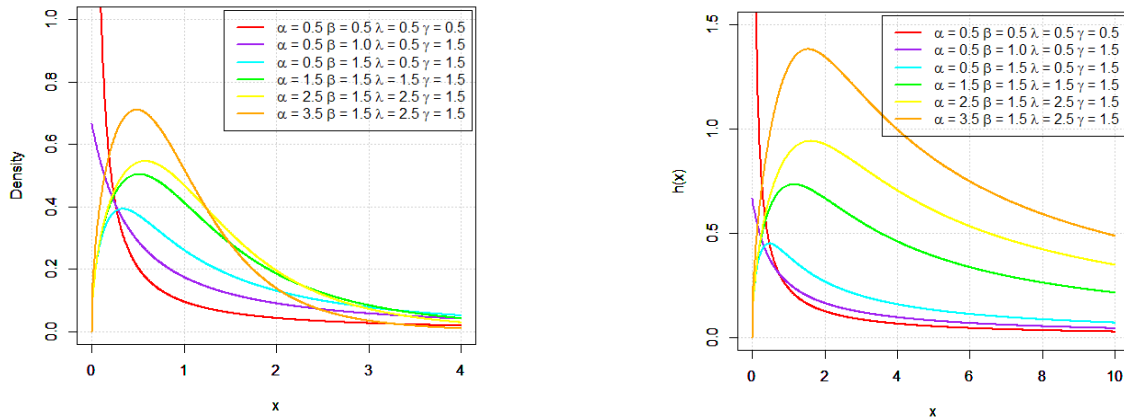 1.0
0.8
0.6
0.4
0.2
0.0
Density
α = 0.5 β = 0.5 λ = 0.5 γ = 0.5
α = 0.5 β = 1.0 λ = 0.5 γ = 1.5
α = 0.5 β = 1.5 λ = 0.5 γ = 1.5
α = 1.5 β = 1.5 λ = 1.5 γ = 1.5
α = 2.5 β = 1.5 λ = 2.5 γ = 1.5
α = 3.5 β = 1.5 λ = 2.5 γ = 1.5
0 1 2 3 4
x
1.5
1.0
0.5
0.0
h(x)
α = 0.5 β = 0.5 λ = 0.5 γ = 0.5
α = 0.5 β = 1.0 λ = 0.5 γ = 1.5
α = 0.5 β = 1.5 λ = 0.5 γ = 1.5
α = 1.5 β = 1.5 λ = 1.5 γ = 1.5
α = 2.5 β = 1.5 λ = 2.5 γ = 1.5
α = 3.5 β = 1.5 λ = 2.5 γ = 1.5
0 2 4 6 8 10
x